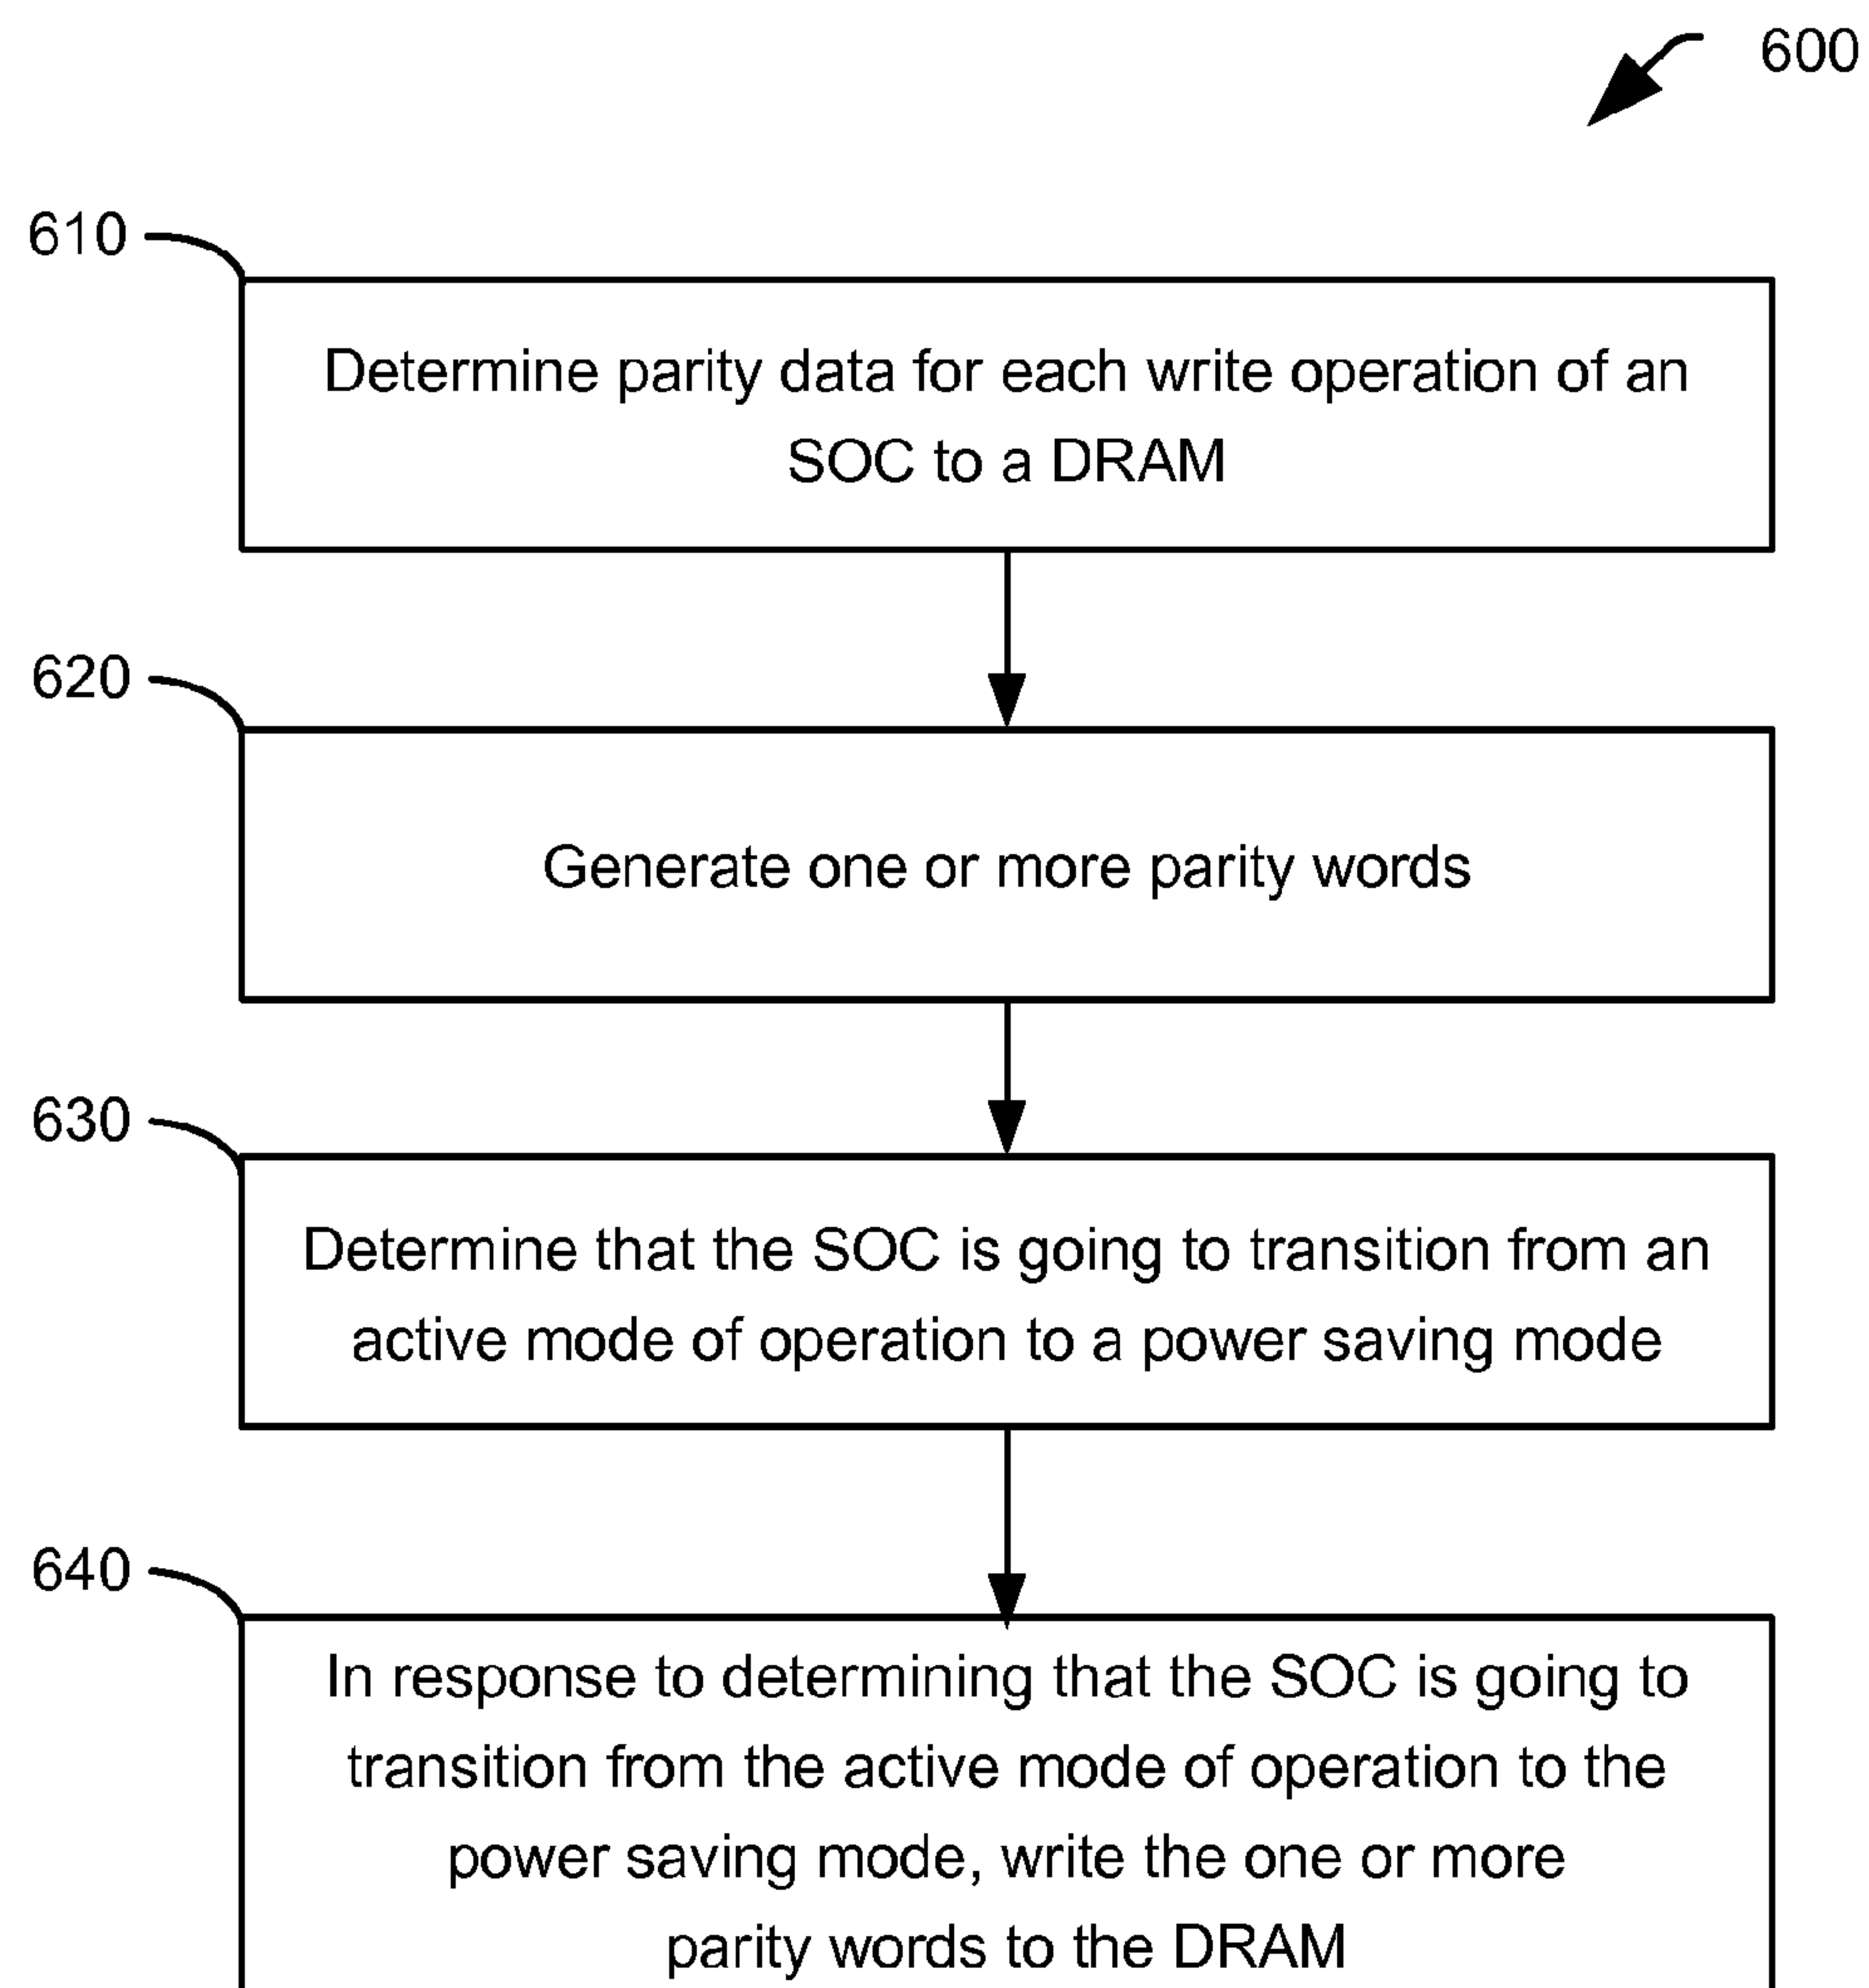 600
610
Determine parity data for each write operation of an
SOC to a DRAM
620
Generate one or more parity words
630
Determine that the SOC is going to transition from an
active mode of operation to a power saving mode
640
In response to determining that the SOC is going to
transition from the active mode of operation to the
power saving mode, write the one or more
parity words to the DRAM